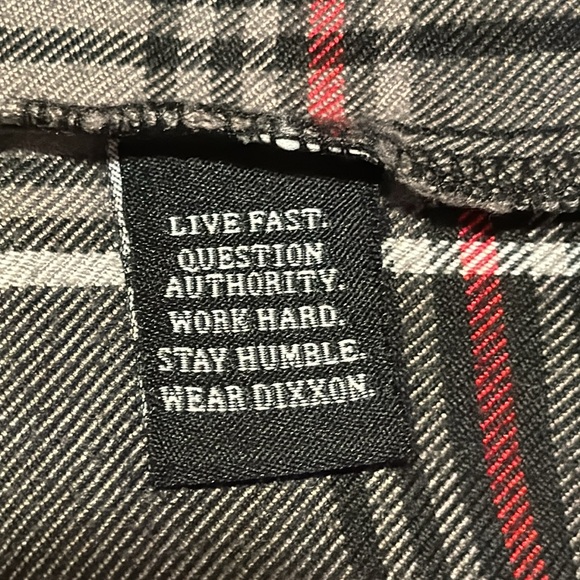 LIVE FAST.
QUESTION
AUTHORITY.
WORK HARD.
STAY HUMBLE.
WEAR DIXXON.